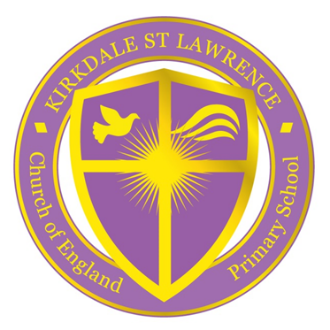 KIRKDALE ST LAWRENCE
Church of England
Primary School